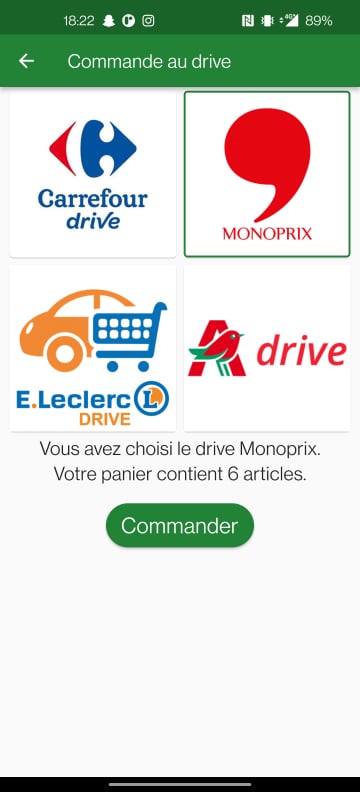 18.22
4G+
89%
Commande au drive
Carrefour
drive
MONOPRIX
E.Leclerc L
DRIVE
A drive
Vous avez choisi le drive Monoprix.
Votre panier contient 6 articles.
Commander